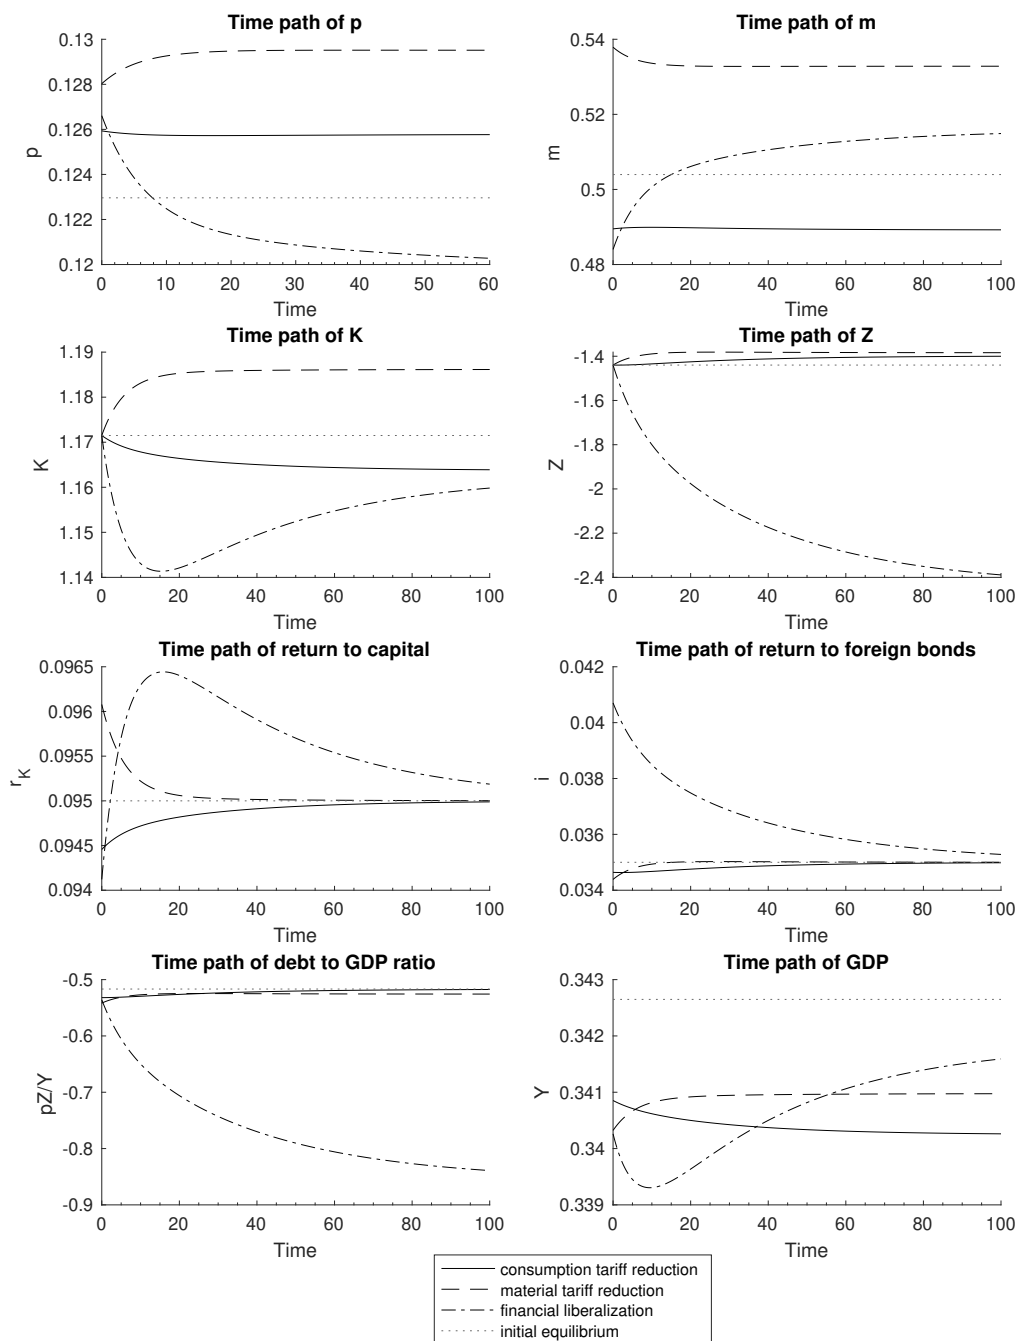 Time path of p
0.13
0.128
0.126
0.124
0.122
0.12
p
0 10 20 30 40 50 60
Time
Time path of m
0.54
0.52
0.5
0.48
m
0 20 40 60 80 100
Time
Time path of K
1.19
1.18
1.17
1.16
1.15
1.14
K
0 20 40 60 80 100
Time
Time path of Z
-1.4
-1.6
-1.8
-2
-2.2
-2.4
Z
0 20 40 60 80 100
Time
Time path of return to capital
0.0965
0.096
0.0955
0.095
0.0945
0.094
r_K
0 20 40 60 80 100
Time
Time path of return to foreign bonds
0.042
0.04
0.038
0.036
0.034
i
0 20 40 60 80 100
Time
Time path of debt to GDP ratio
-0.5
-0.6
-0.7
-0.8
-0.9
pZ/Y
0 20 40 60 80 100
Time
Time path of GDP
0.343
0.342
0.341
0.34
0.339
Y
0 20 40 60 80 100
Time
consumption tariff reduction
material tariff reduction
financial liberalization
initial equilibrium